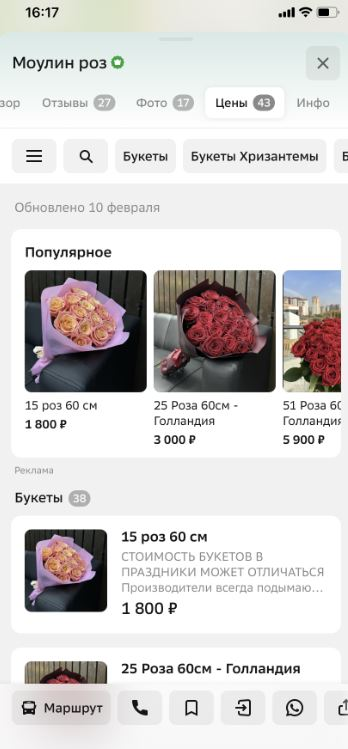 16:17
Моулин роз
зор Отзывы 27 Фото 17 Цены 43 Инфо
Букеты Букеты Хризантемы Б
Обновлено 10 февраля
Популярное
15 роз 60 см
1 800 ₽
25 Роза 60см -
Голландия
3 000 ₽
51 Роза 60
Голландия
5 900 ₽
Реклама
Букеты 38
15 роз 60 см
СТОИМОСТЬ БУКЕТОВ В
ПРАЗДНИКИ МОЖЕТ ОТЛИЧАТЬСЯ
Производители всегда подымаю...
1 800 ₽
25 Роза 60см - Голландия
Маршрут